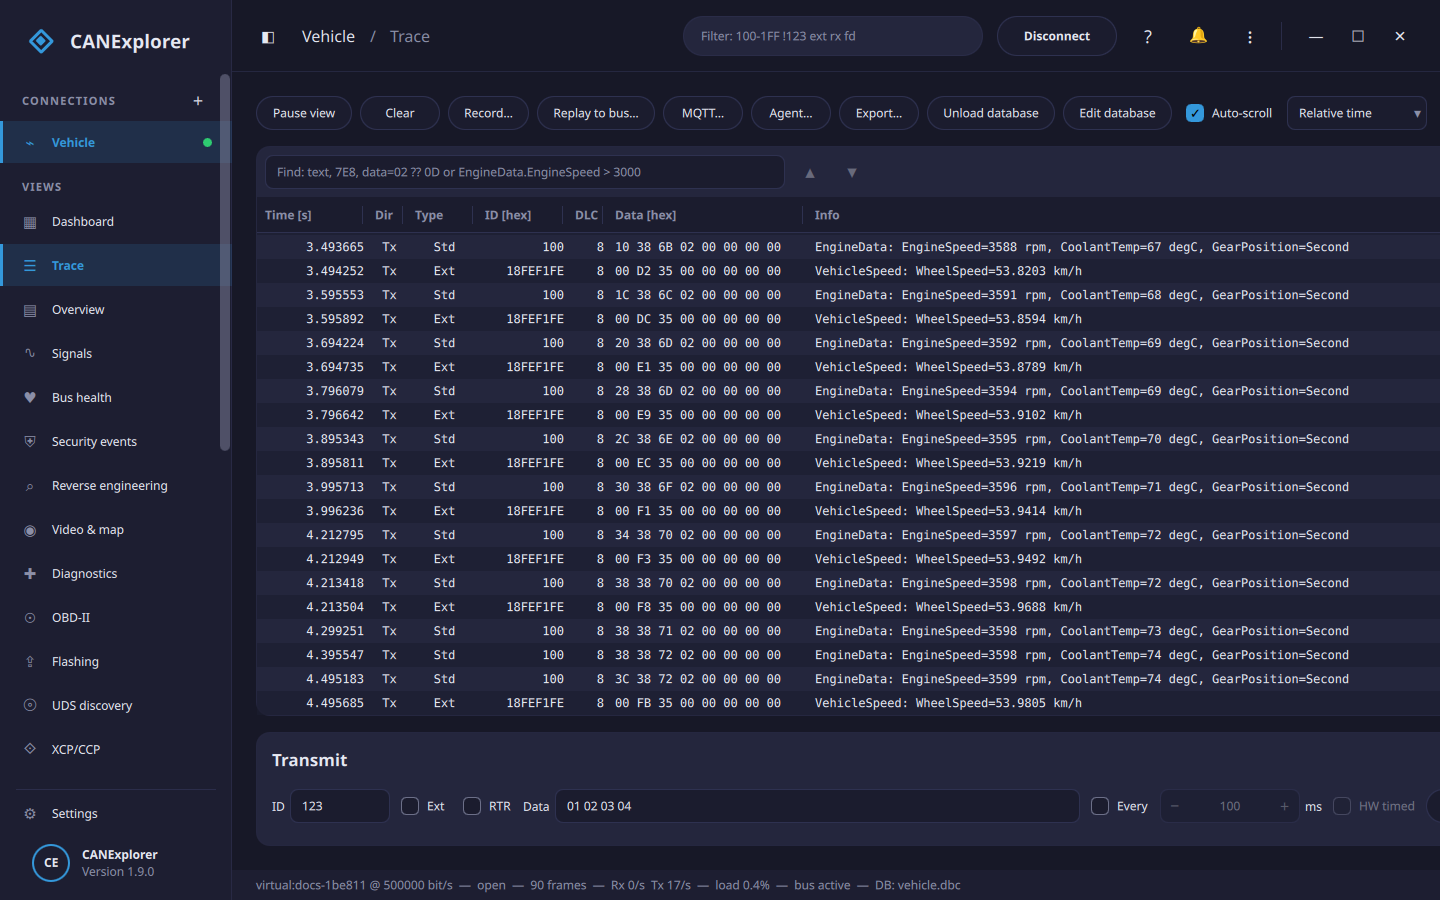 CANExplorer
Vehicle / Trace
Filter: 100-1FF !123 ext rx fd
Disconnect
?
CONNECTIONS +
Vehicle
VIEWS
Dashboard
Trace
Overview
Signals
Bus health
Security events
Reverse engineering
Video & map
Diagnostics
OBD-II
Flashing
UDS discovery
XCP/CCP
Settings
CE
CANExplorer
Version 1.9.0
Pause view Clear Record... Replay to bus... MQTT... Agent... Export... Unload database Edit database Auto-scroll Relative time
Find: text, 7E8, data=02 ?? 0D or EngineData.EngineSpeed > 3000
Time [s] Dir Type ID [hex] DLC Data [hex] Info
3.493665 Tx Std 100 8 10 38 6B 02 00 00 00 00 EngineData: EngineSpeed=3588 rpm, CoolantTemp=67 degC, GearPosition=Second
3.494252 Tx Ext 18FEF1FE 8 00 D2 35 00 00 00 00 00 VehicleSpeed: WheelSpeed=53.8203 km/h
3.595553 Tx Std 100 8 1C 38 6C 02 00 00 00 00 EngineData: EngineSpeed=3591 rpm, CoolantTemp=68 degC, GearPosition=Second
3.595892 Tx Ext 18FEF1FE 8 00 DC 35 00 00 00 00 00 VehicleSpeed: WheelSpeed=53.8594 km/h
3.694224 Tx Std 100 8 20 38 6D 02 00 00 00 00 EngineData: EngineSpeed=3592 rpm, CoolantTemp=69 degC, GearPosition=Second
3.694735 Tx Ext 18FEF1FE 8 00 E1 35 00 00 00 00 00 VehicleSpeed: WheelSpeed=53.8789 km/h
3.796079 Tx Std 100 8 28 38 6D 02 00 00 00 00 EngineData: EngineSpeed=3594 rpm, CoolantTemp=69 degC, GearPosition=Second
3.796642 Tx Ext 18FEF1FE 8 00 E9 35 00 00 00 00 00 VehicleSpeed: WheelSpeed=53.9102 km/h
3.895343 Tx Std 100 8 2C 38 6E 02 00 00 00 00 EngineData: EngineSpeed=3595 rpm, CoolantTemp=70 degC, GearPosition=Second
3.895811 Tx Ext 18FEF1FE 8 00 EC 35 00 00 00 00 00 VehicleSpeed: WheelSpeed=53.9219 km/h
3.995713 Tx Std 100 8 30 38 6F 02 00 00 00 00 EngineData: EngineSpeed=3596 rpm, CoolantTemp=71 degC, GearPosition=Second
3.996236 Tx Ext 18FEF1FE 8 00 F1 35 00 00 00 00 00 VehicleSpeed: WheelSpeed=53.9414 km/h
4.212795 Tx Std 100 8 34 38 70 02 00 00 00 00 EngineData: EngineSpeed=3597 rpm, CoolantTemp=72 degC, GearPosition=Second
4.212949 Tx Ext 18FEF1FE 8 00 F3 35 00 00 00 00 00 VehicleSpeed: WheelSpeed=53.9492 km/h
4.213418 Tx Std 100 8 38 38 70 02 00 00 00 00 EngineData: EngineSpeed=3598 rpm, CoolantTemp=72 degC, GearPosition=Second
4.213504 Tx Ext 18FEF1FE 8 00 F8 35 00 00 00 00 00 VehicleSpeed: WheelSpeed=53.9688 km/h
4.299251 Tx Std 100 8 38 38 71 02 00 00 00 00 EngineData: EngineSpeed=3598 rpm, CoolantTemp=73 degC, GearPosition=Second
4.395547 Tx Std 100 8 38 38 72 02 00 00 00 00 EngineData: EngineSpeed=3598 rpm, CoolantTemp=74 degC, GearPosition=Second
4.495183 Tx Std 100 8 3C 38 72 02 00 00 00 00 EngineData: EngineSpeed=3599 rpm, CoolantTemp=74 degC, GearPosition=Second
4.495685 Tx Ext 18FEF1FE 8 00 FB 35 00 00 00 00 00 VehicleSpeed: WheelSpeed=53.9805 km/h
Transmit
ID 123 Ext RTR Data 01 02 03 04 Every − 100 + ms HW timed
virtual:docs-1be811 @ 500000 bit/s — open — 90 frames — Rx 0/s Tx 17/s — load 0.4% — bus active — DB: vehicle.dbc